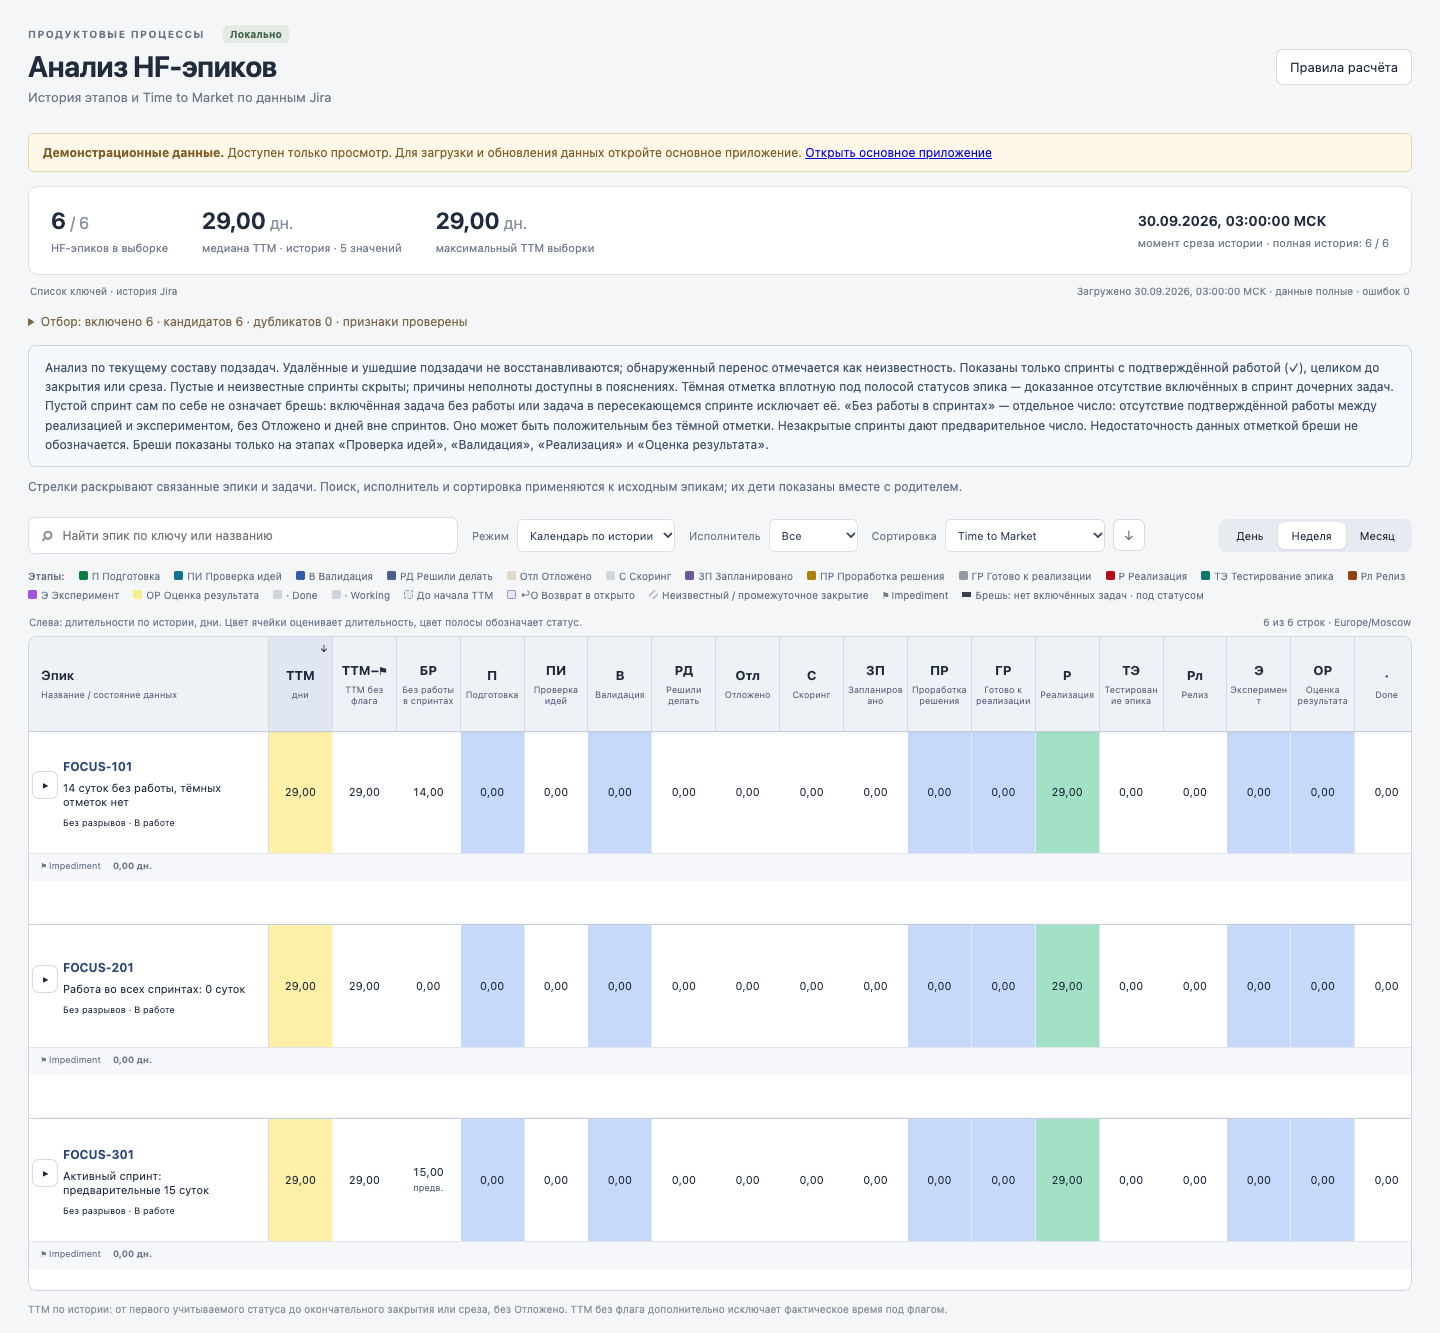 ПРОДУКТОВЫЕ ПРОЦЕССЫ Локально
Анализ HF-эпиков
История этапов и Time to Market по данным Jira
Правила расчёта
Демонстрационные данные. Доступен только просмотр. Для загрузки и обновления данных откройте основное приложение. Открыть основное приложение
6 / 6
HF-эпиков в выборке
29,00 дн.
медиана TTM · история · 5 значений
29,00 дн.
максимальный TTM выборки
30.09.2026, 03:00:00 МСК
момент среза истории · полная история: 6 / 6
Список ключей · история Jira
Загружено 30.09.2026, 03:00:00 МСК · данные полные · ошибок 0
▶ Отбор: включено 6 · кандидатов 6 · дубликатов 0 · признаки проверены
Анализ по текущему составу подзадач. Удалённые и ушедшие подзадачи не восстанавливаются; обнаруженный перенос отмечается как неизвестность. Показаны только спринты с подтверждённой работой (✓), целиком до
закрытия или среза. Пустые и неизвестные спринты скрыты; причины неполноты доступны в пояснениях. Тёмная отметка вплотную под полосой статусов эпика — доказанное отсутствие включённых в спринт дочерних задач.
Пустой спринт сам по себе не означает брешь: включённая задача без работы или задача в пересекающемся спринте исключает её. «Без работы в спринтах» — отдельное число: отсутствие подтверждённой работы между
реализацией и экспериментом, без Отложено и дней вне спринтов. Оно может быть положительным без тёмной отметки. Незакрытые спринты дают предварительное число. Недостаточность данных отметкой бреши не
обозначается. Бреши показаны только на этапах «Проверка идей», «Валидация», «Реализация» и «Оценка результата».
Стрелки раскрывают связанные эпики и задачи. Поиск, исполнитель и сортировка применяются к исходным эпикам; их дети показаны вместе с родителем.
Найти эпик по ключу или названию Режим Календарь по истории Исполнитель Все Сортировка Time to Market ↓ День Неделя Месяц
Этапы: П Подготовка ПИ Проверка идей В Валидация РД Решили делать Отл Отложено С Скоринг ЗП Запланировано ПР Проработка решения ГР Готово к реализации Р Реализация ТЭ Тестирование эпика Рл Релиз
Э Эксперимент ОР Оценка результата · Done · Working До начала TTM ↩О Возврат в открыто Неизвестный / промежуточное закрытие ⚑ Impediment Брешь: нет включённых задач · под статусом
Слева: длительности по истории, дни. Цвет ячейки оценивает длительность, цвет полосы обозначает статус.
6 из 6 строк · Europe/Moscow
↓
Эпик TTM TTM–⚑ БР П ПИ В РД Отл С ЗП ПР ГР Р ТЭ Рл Э ОР ·
Название / состояние данных дни TTM без Без работы Подготовка Проверка Валидация Решили Отложено Скоринг Запланиров Проработка Готово к Реализация Тестирован Релиз Эксперимен Оценка Done
флага в спринтах идей делать ано решения реализации ие эпика т результата
▶ FOCUS-101
14 суток без работы, тёмных
отметок нет
Без разрывов · В работе
29,00 29,00 14,00 0,00 0,00 0,00 0,00 0,00 0,00 0,00 0,00 0,00 29,00 0,00 0,00 0,00 0,00 0,00
⚑ Impediment 0,00 дн.
▶ FOCUS-201
Работа во всех спринтах: 0 суток
Без разрывов · В работе
29,00 29,00 0,00 0,00 0,00 0,00 0,00 0,00 0,00 0,00 0,00 0,00 29,00 0,00 0,00 0,00 0,00 0,00
⚑ Impediment 0,00 дн.
▶ FOCUS-301
Активный спринт:
предварительные 15 суток
Без разрывов · В работе
29,00 29,00 15,00 0,00 0,00 0,00 0,00 0,00 0,00 0,00 0,00 0,00 29,00 0,00 0,00 0,00 0,00 0,00
предв.
⚑ Impediment 0,00 дн.
TTM по истории: от первого учитываемого статуса до окончательного закрытия или среза, без Отложено. TTM без флага дополнительно исключает фактическое время под флагом.